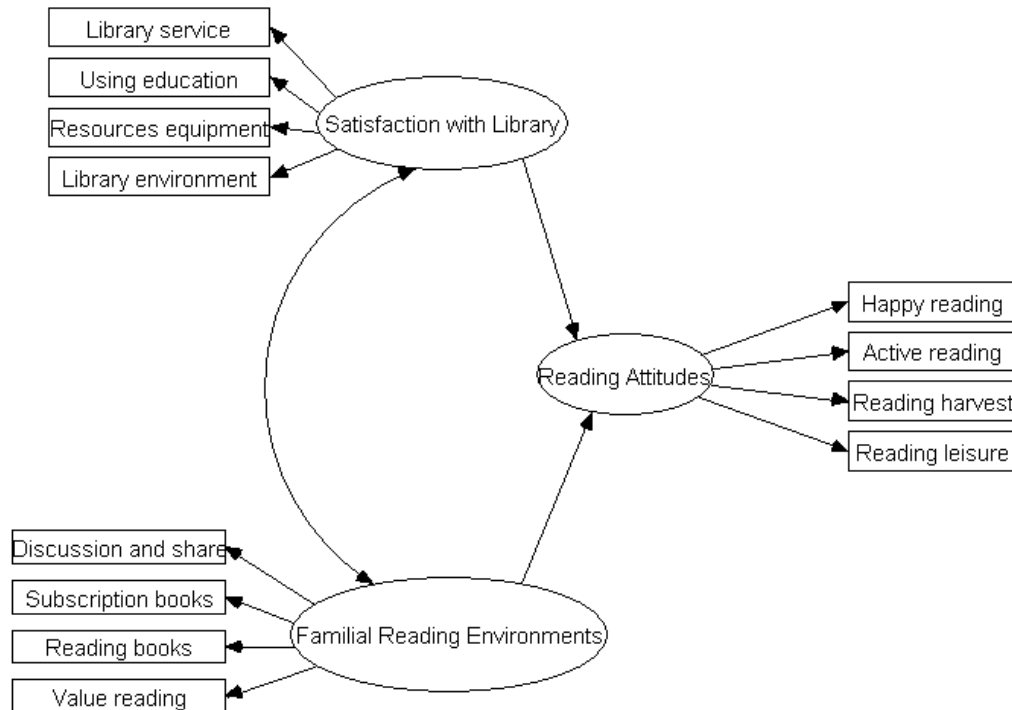 Library service
Using education
Resources equipment
Library environment
Satisfaction with Library
Happy reading
Active reading
Reading harvest
Reading leisure
Reading Attitudes
Discussion and share
Subscription books
Reading books
Value reading
Familial Reading Environments